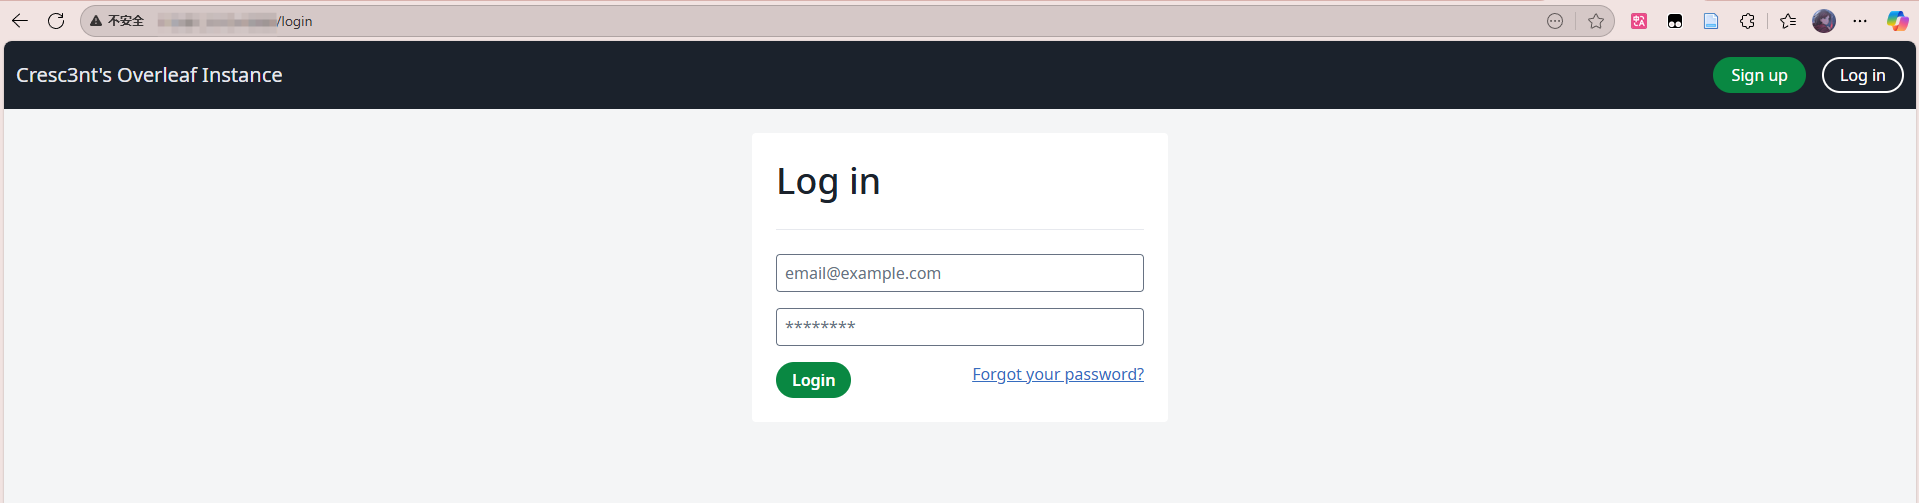 不安全 /login
Cresc3nt's Overleaf Instance
Sign up
Log in
Log in
email@example.com
********
Login
Forgot your password?